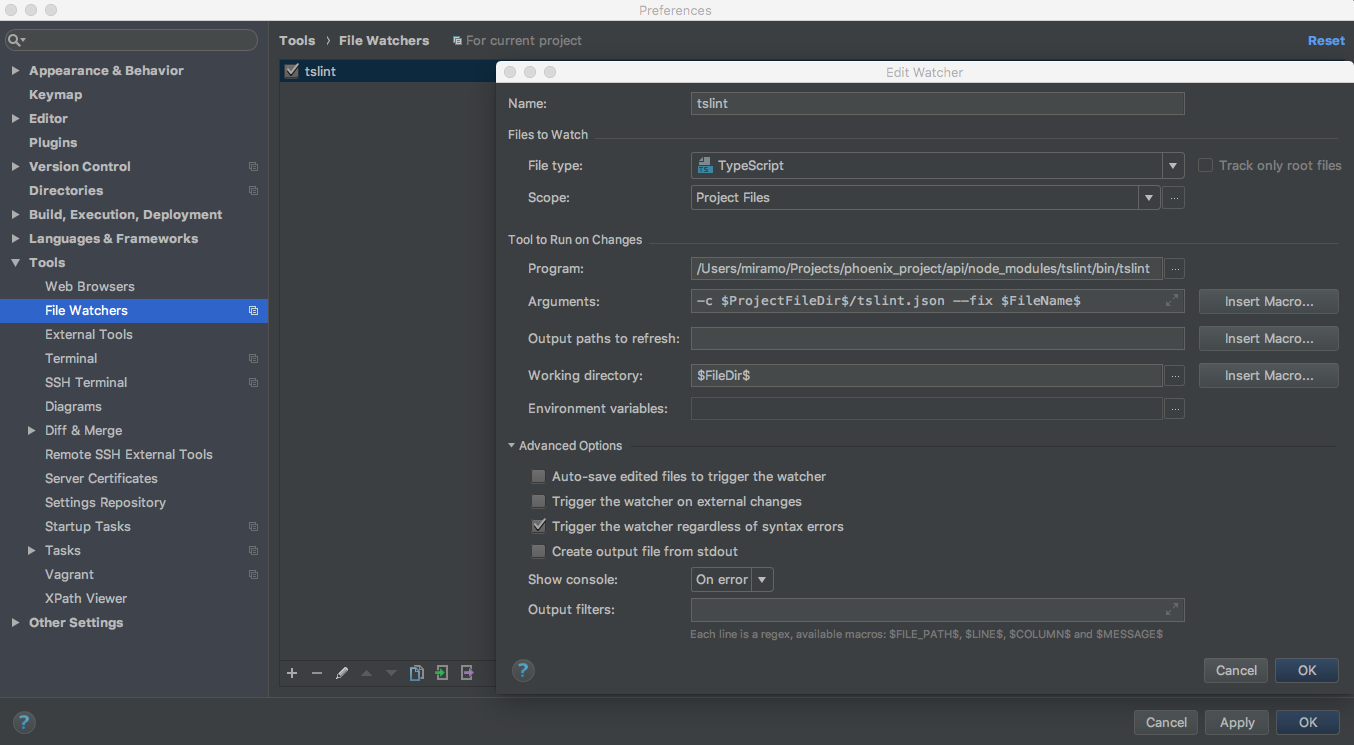 Preferences
Appearance & Behavior
Keymap
Editor
Plugins
Version Control
Directories
Build, Execution, Deployment
Languages & Frameworks
Tools
Web Browsers
File Watchers
External Tools
Terminal
SSH Terminal
Diagrams
Diff & Merge
Remote SSH External Tools
Server Certificates
Settings Repository
Startup Tasks
Tasks
Vagrant
XPath Viewer
Other Settings
Tools › File Watchers For current project Reset
tslint
Edit Watcher
Name: tslint
Files to Watch
File type: TS TypeScript Track only root files
Scope: Project Files ...
Tool to Run on Changes
Program: /Users/miramo/Projects/phoenix_project/api/node_modules/tslint/bin/tslint ...
Arguments: -c $ProjectFileDir$/tslint.json --fix $FileName$ Insert Macro...
Output paths to refresh: Insert Macro...
Working directory: $FileDir$ ... Insert Macro...
Environment variables: ...
Advanced Options
Auto-save edited files to trigger the watcher
Trigger the watcher on external changes
Trigger the watcher regardless of syntax errors
Create output file from stdout
Show console: On error
Output filters:
Each line is a regex, available macros: $FILE_PATH$, $LINE$, $COLUMN$ and $MESSAGE$
? Cancel OK
? Cancel Apply OK